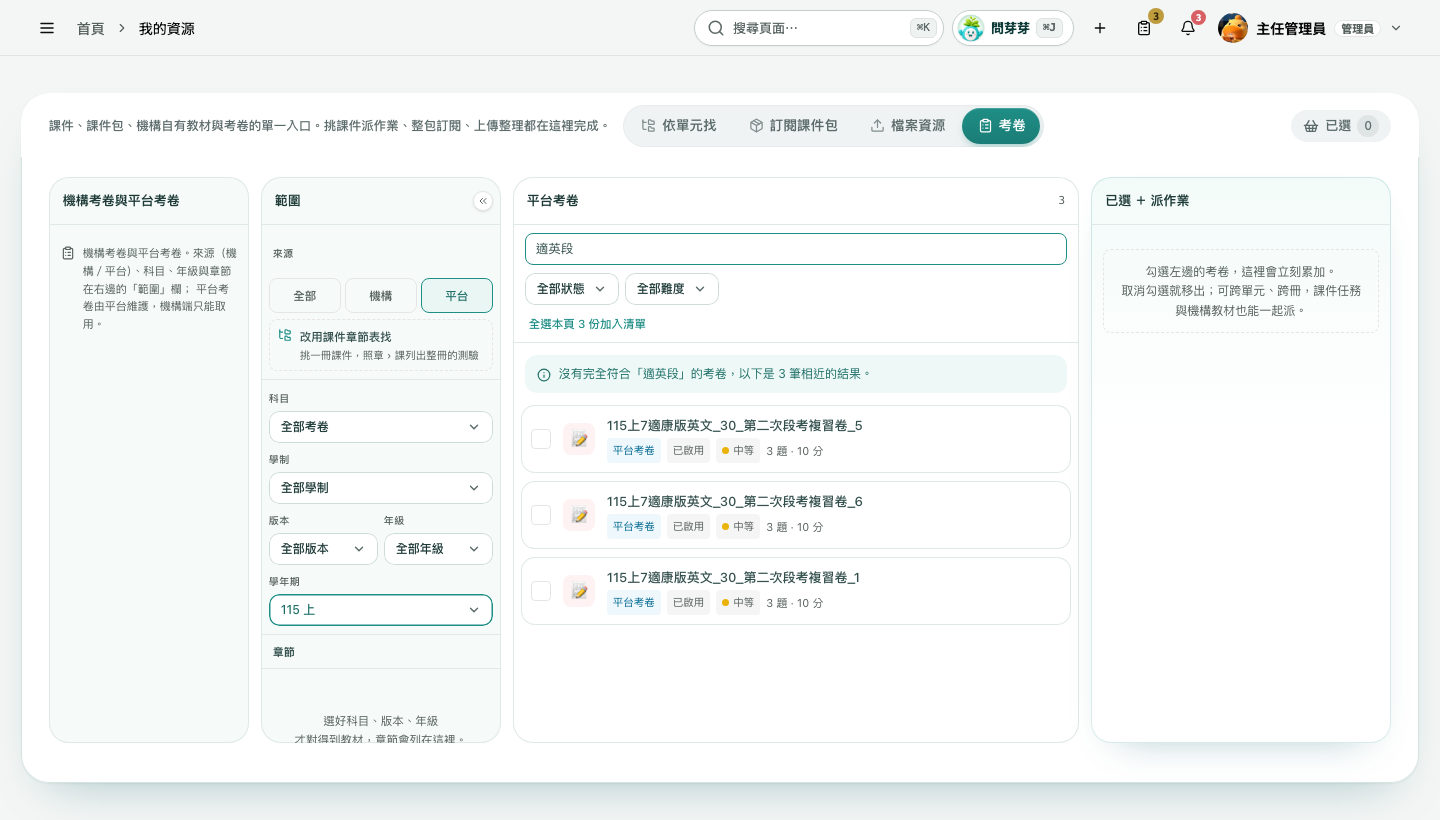 首頁 > 我的資源
搜尋頁面… ⌘K
問芽芽 ⌘J
3
3
主任管理員 管理員
課件、課件包、機構自有教材與考卷的單一入口。挑課件派作業、整包訂閱、上傳整理都在這裡完成。
依單元找
訂閱課件包
檔案資源
考卷
已選 0
機構考卷與平台考卷
機構考卷與平台考卷。來源（機
構 / 平台）、科目、年級與章節
在右邊的「範圍」欄； 平台考
卷由平台維護，機構端只能取
用。
範圍
來源
全部
機構
平台
改用課件章節表找
挑一冊課件，照章 › 課列出整冊的測驗
科目
全部考卷
學制
全部學制
版本 年級
全部版本 全部年級
學年期
115 上
章節
選好科目、版本、年級
才對得到教材，章節會列在這裡。
平台考卷 3
適英段
全部狀態 全部難度
全選本頁 3 份加入清單
沒有完全符合「適英段」的考卷，以下是 3 筆相近的結果。
115上7適康版英文_30_第二次段考複習卷_5
平台考卷 已啟用 中等 3 題 · 10 分
115上7適康版英文_30_第二次段考複習卷_6
平台考卷 已啟用 中等 3 題 · 10 分
115上7適康版英文_30_第二次段考複習卷_1
平台考卷 已啟用 中等 3 題 · 10 分
已選 ＋ 派作業
勾選左邊的考卷，這裡會立刻累加。
取消勾選就移出；可跨單元、跨冊，課件任務
與機構教材也能一起派。